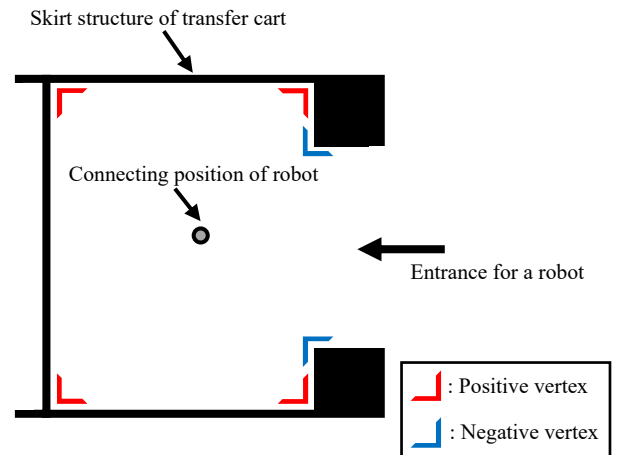 Skirt structure of transfer cart
Connecting position of robot
Entrance for a robot
: Positive vertex
: Negative vertex